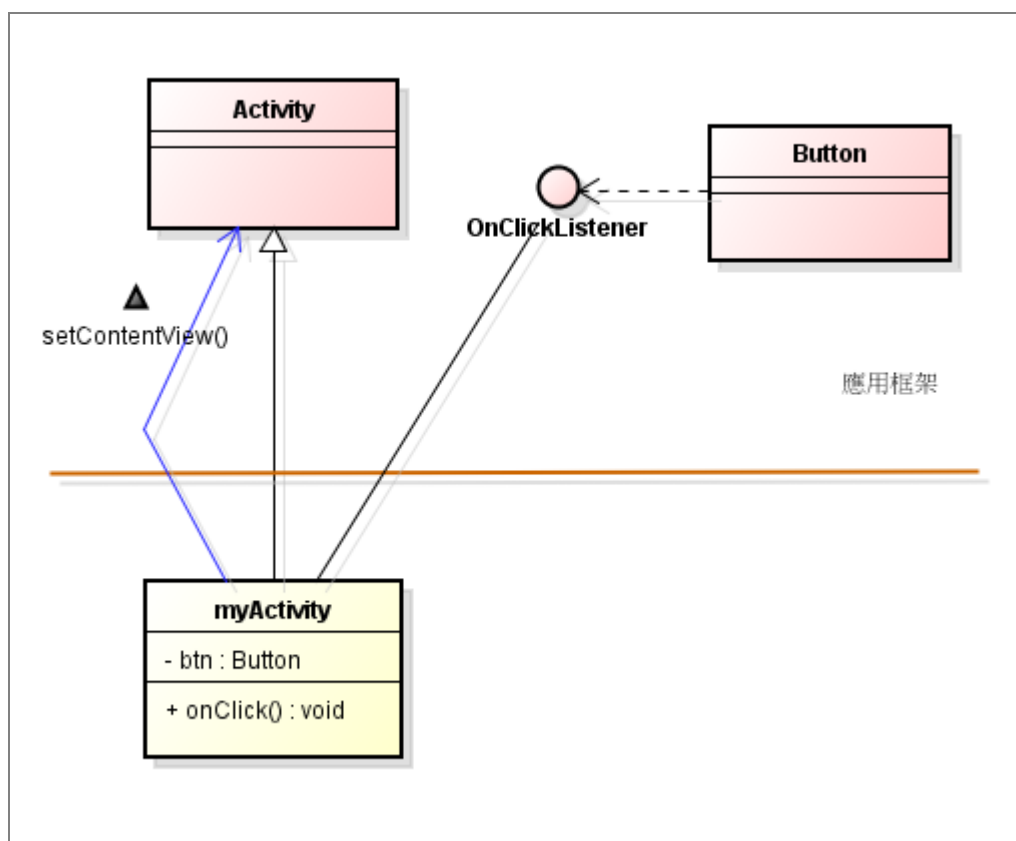 Activity
Button
OnClickListener
setContentView()
應用框架
myActivity
- btn : Button
+ onClick() : void